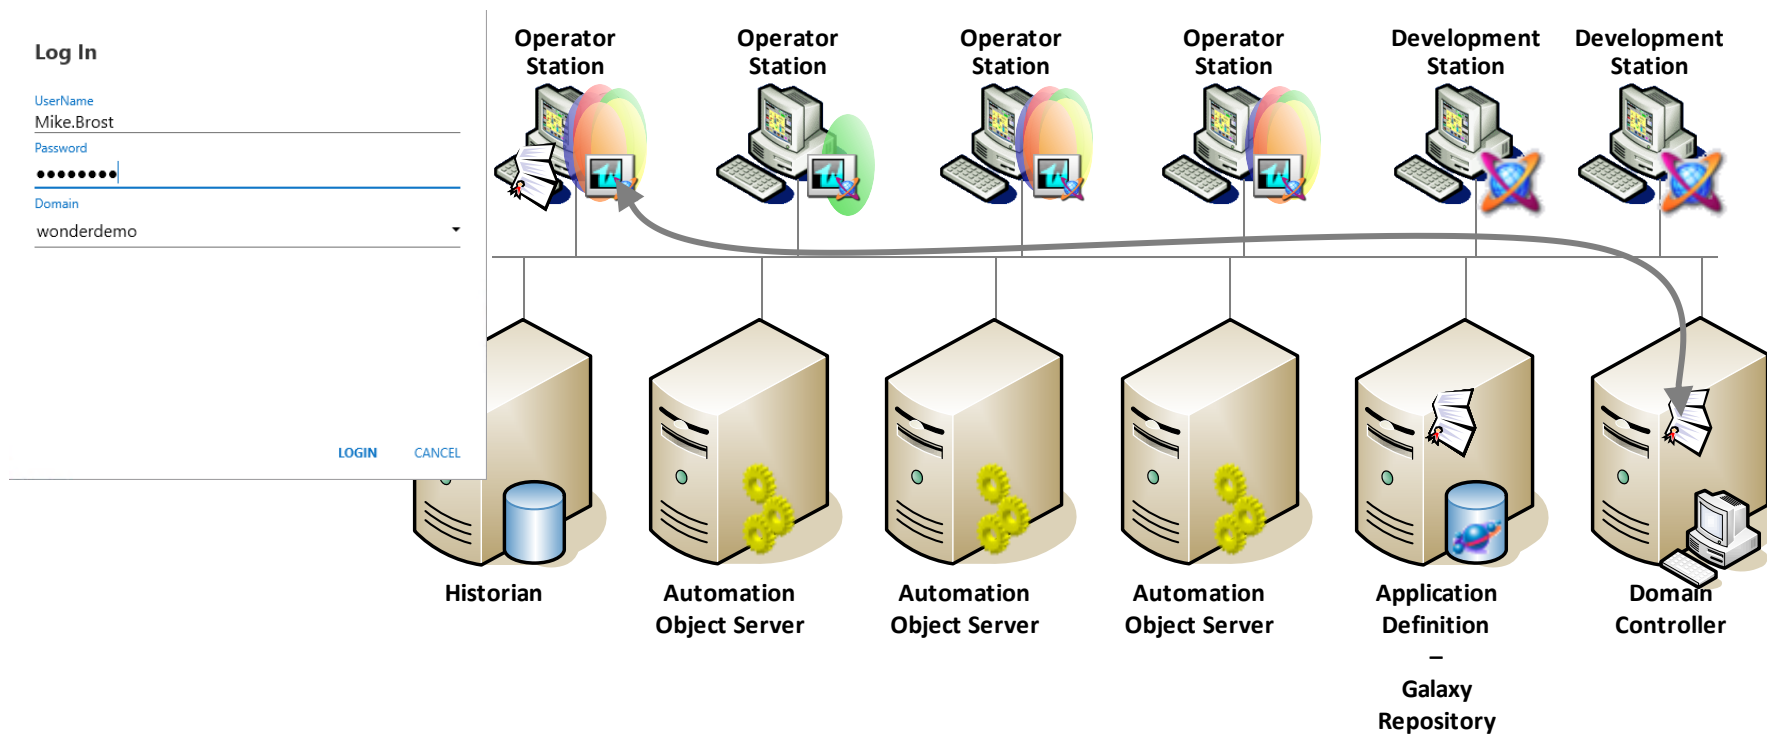 Log In
UserName
Mike.Brost
Password
●●●●●●●●
Domain
wonderdemo
LOGIN CANCEL
Operator
Station
Operator
Station
Operator
Station
Operator
Station
Development
Station
Development
Station
Historian
Automation
Object Server
Automation
Object Server
Automation
Object Server
Application
Definition
–
Galaxy
Repository
Domain
Controller